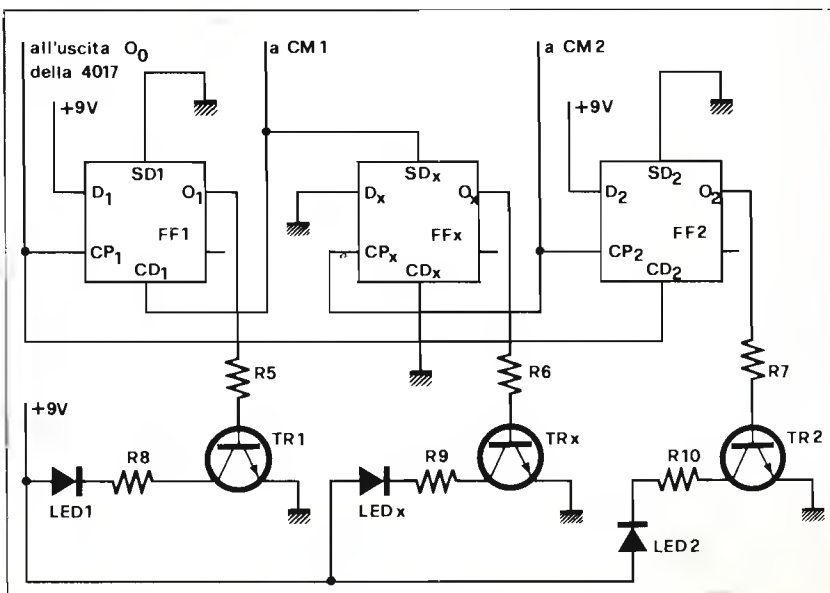 all'uscita O0
della 4017
a CM1
a CM2
+9V
+9V
SD1
D1
O1
FF1
CP1
CD1
SDx
Dx
Ox
FFx
CPx
CDx
SD2
D2
O2
FF2
CP2
CD2
R5
R6
R7
+9V
TR1
TRx
TR2
R8
R9
R10
LED1
LEDx
LED2